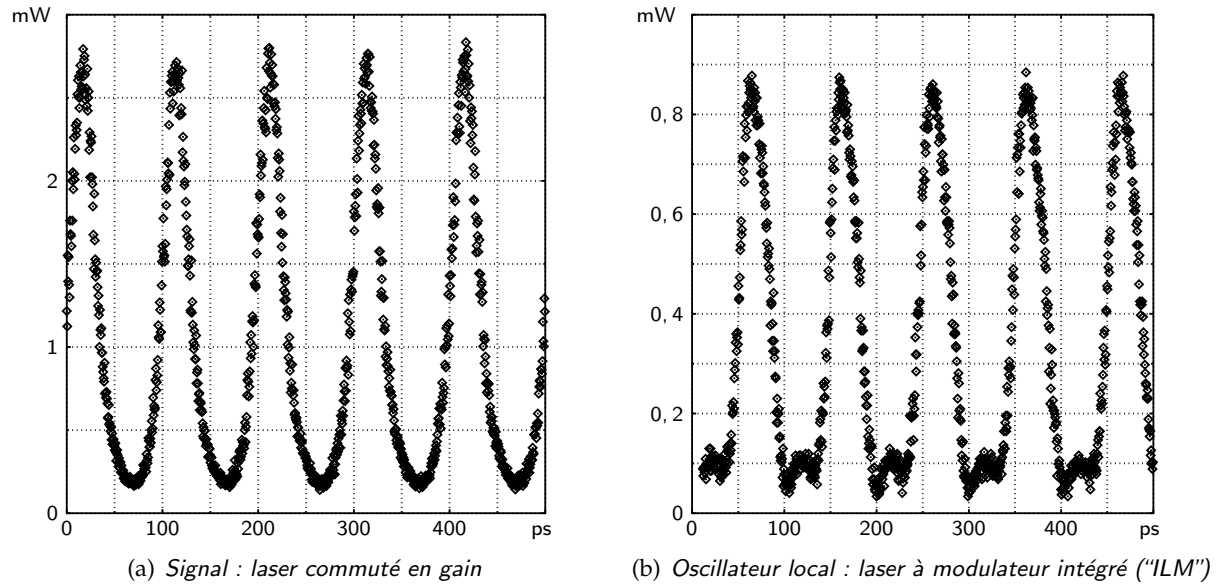 mW
2
1
0
0 100 200 300 400 ps
(a) Signal : laser commuté en gain
mW
0,8
0,6
0,4
0,2
0
0 100 200 300 400 ps
(b) Oscillateur local : laser à modulateur intégré (“ILM”)